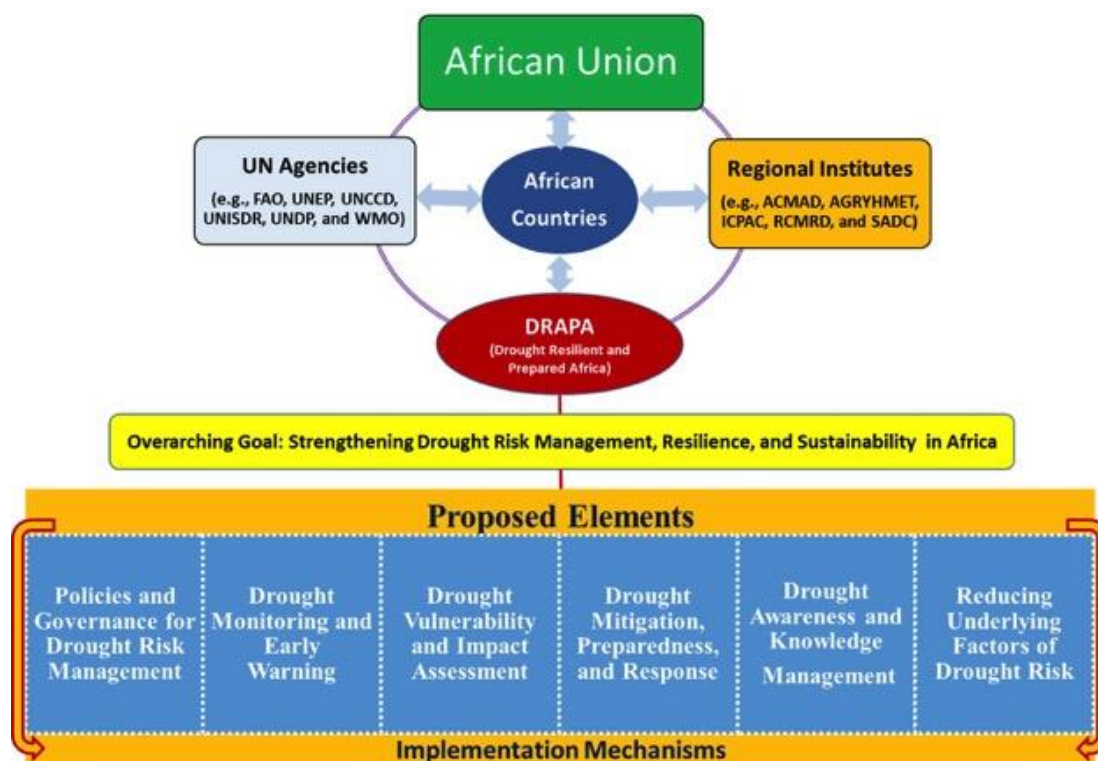 African Union
UN Agencies
(e.g., FAO, UNEP, UNCCD,
UNISDR, UNDP, and WMO)
African
Countries
Regional Institutes
(e.g., ACMAD, AGRYHMET,
ICPAC, RCMRD, and SADC)
DRAPA
(Drought Resilient and
Prepared Africa)
Overarching Goal: Strengthening Drought Risk Management, Resilience, and Sustainability in Africa
Proposed Elements
Policies and
Governance for
Drought Risk
Management
Drought
Monitoring and
Early
Warning
Drought
Vulnerability
and Impact
Assessment
Drought
Mitigation,
Preparedness,
and Response
Drought
Awareness and
Knowledge
Management
Reducing
Underlying
Factors of
Drought Risk
Implementation Mechanisms